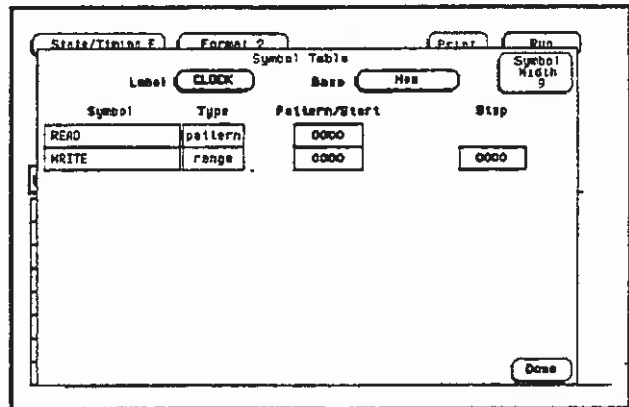 State/Timing E Format 2 Print Run
Symbol Table
Label CLOCK Base Hex Symbol Width 9
Symbol Type Pattern/Start Stop
READ pattern 0000
WRITE range 0000 0000
Done